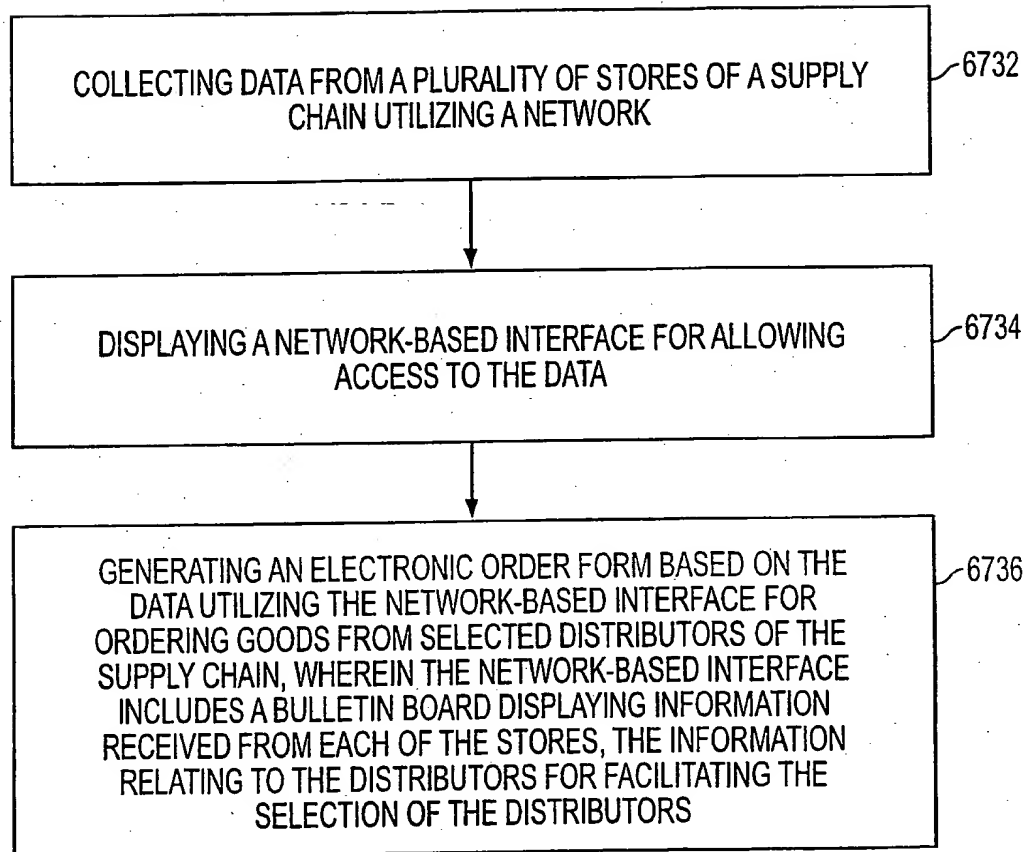 COLLECTING DATA FROM A PLURALITY OF STORES OF A SUPPLY
CHAIN UTILIZING A NETWORK
6732
DISPLAYING A NETWORK-BASED INTERFACE FOR ALLOWING
ACCESS TO THE DATA
6734
GENERATING AN ELECTRONIC ORDER FORM BASED ON THE
DATA UTILIZING THE NETWORK-BASED INTERFACE FOR
ORDERING GOODS FROM SELECTED DISTRIBUTORS OF THE
SUPPLY CHAIN, WHEREIN THE NETWORK-BASED INTERFACE
INCLUDES A BULLETIN BOARD DISPLAYING INFORMATION
RECEIVED FROM EACH OF THE STORES, THE INFORMATION
RELATING TO THE DISTRIBUTORS FOR FACILITATING THE
SELECTION OF THE DISTRIBUTORS
6736